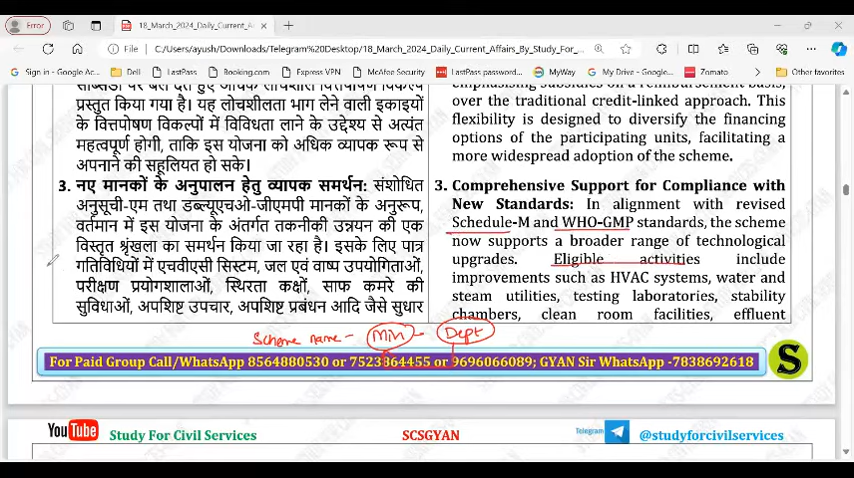 Error
18_March_2024_Daily_Current_A
File
C:/Users/ayush/Downloads/Telegram%20Desktop/18_March_2024_Daily_Current_Affairs_By_Study_For_...
Sign in - Google Ac...
Dell
LastPass
Booking.com
Express VPN
McAfee Security
LastPass password...
MyWay
My Drive - Google...
Zomato
Other favorites
प्रस्तुत किया गया है। यह लोचशीलता भाग लेने वाली इकाइयों
के वित्तपोषण विकल्पों में विविधता लाने के उद्देश्य से अत्यंत
महत्वपूर्ण होगी, ताकि इस योजना को अधिक व्यापक रूप से
अपनाने की सहूलियत हो सके।
3. नए मानकों के अनुपालन हेतु व्यापक समर्थन: संशोधित
अनुसूची-एम तथा डब्ल्यूएचओ-जीएमपी मानकों के अनुरूप,
वर्तमान में इस योजना के अंतर्गत तकनीकी उन्नयन की एक
विस्तृत श्रृंखला का समर्थन किया जा रहा है। इसके लिए पात्र
गतिविधियों में एचवीएसी सिस्टम, जल एवं वाष्प उपयोगिताओं,
परीक्षण प्रयोगशालाओं, स्थिरता कक्षों, साफ कमरे की
सुविधाओं, अपशिष्ट उपचार, अपशिष्ट प्रबंधन आदि जैसे सुधार
emphasising subsidies on a reimbursement basis,
over the traditional credit-linked approach. This
flexibility is designed to diversify the financing
options of the participating units, facilitating
a more widespread adoption of the scheme.
3. Comprehensive Support for Compliance with
New Standards: In alignment with revised
Schedule-M and WHO-GMP standards, the scheme
now supports a broader range of technological
upgrades. Eligible activities include
improvements such as HVAC systems, water and
steam utilities, testing laboratories, stability
chambers, clean room facilities, effluent
Scheme name - Min - Dept
For Paid Group Call/WhatsApp 8564880530 or 7523864455 or 9696066089; GYAN Sir WhatsApp -7838692618
S
YouTube Study For Civil Services
SCSGYAN
Telegram @studyforcivilservices